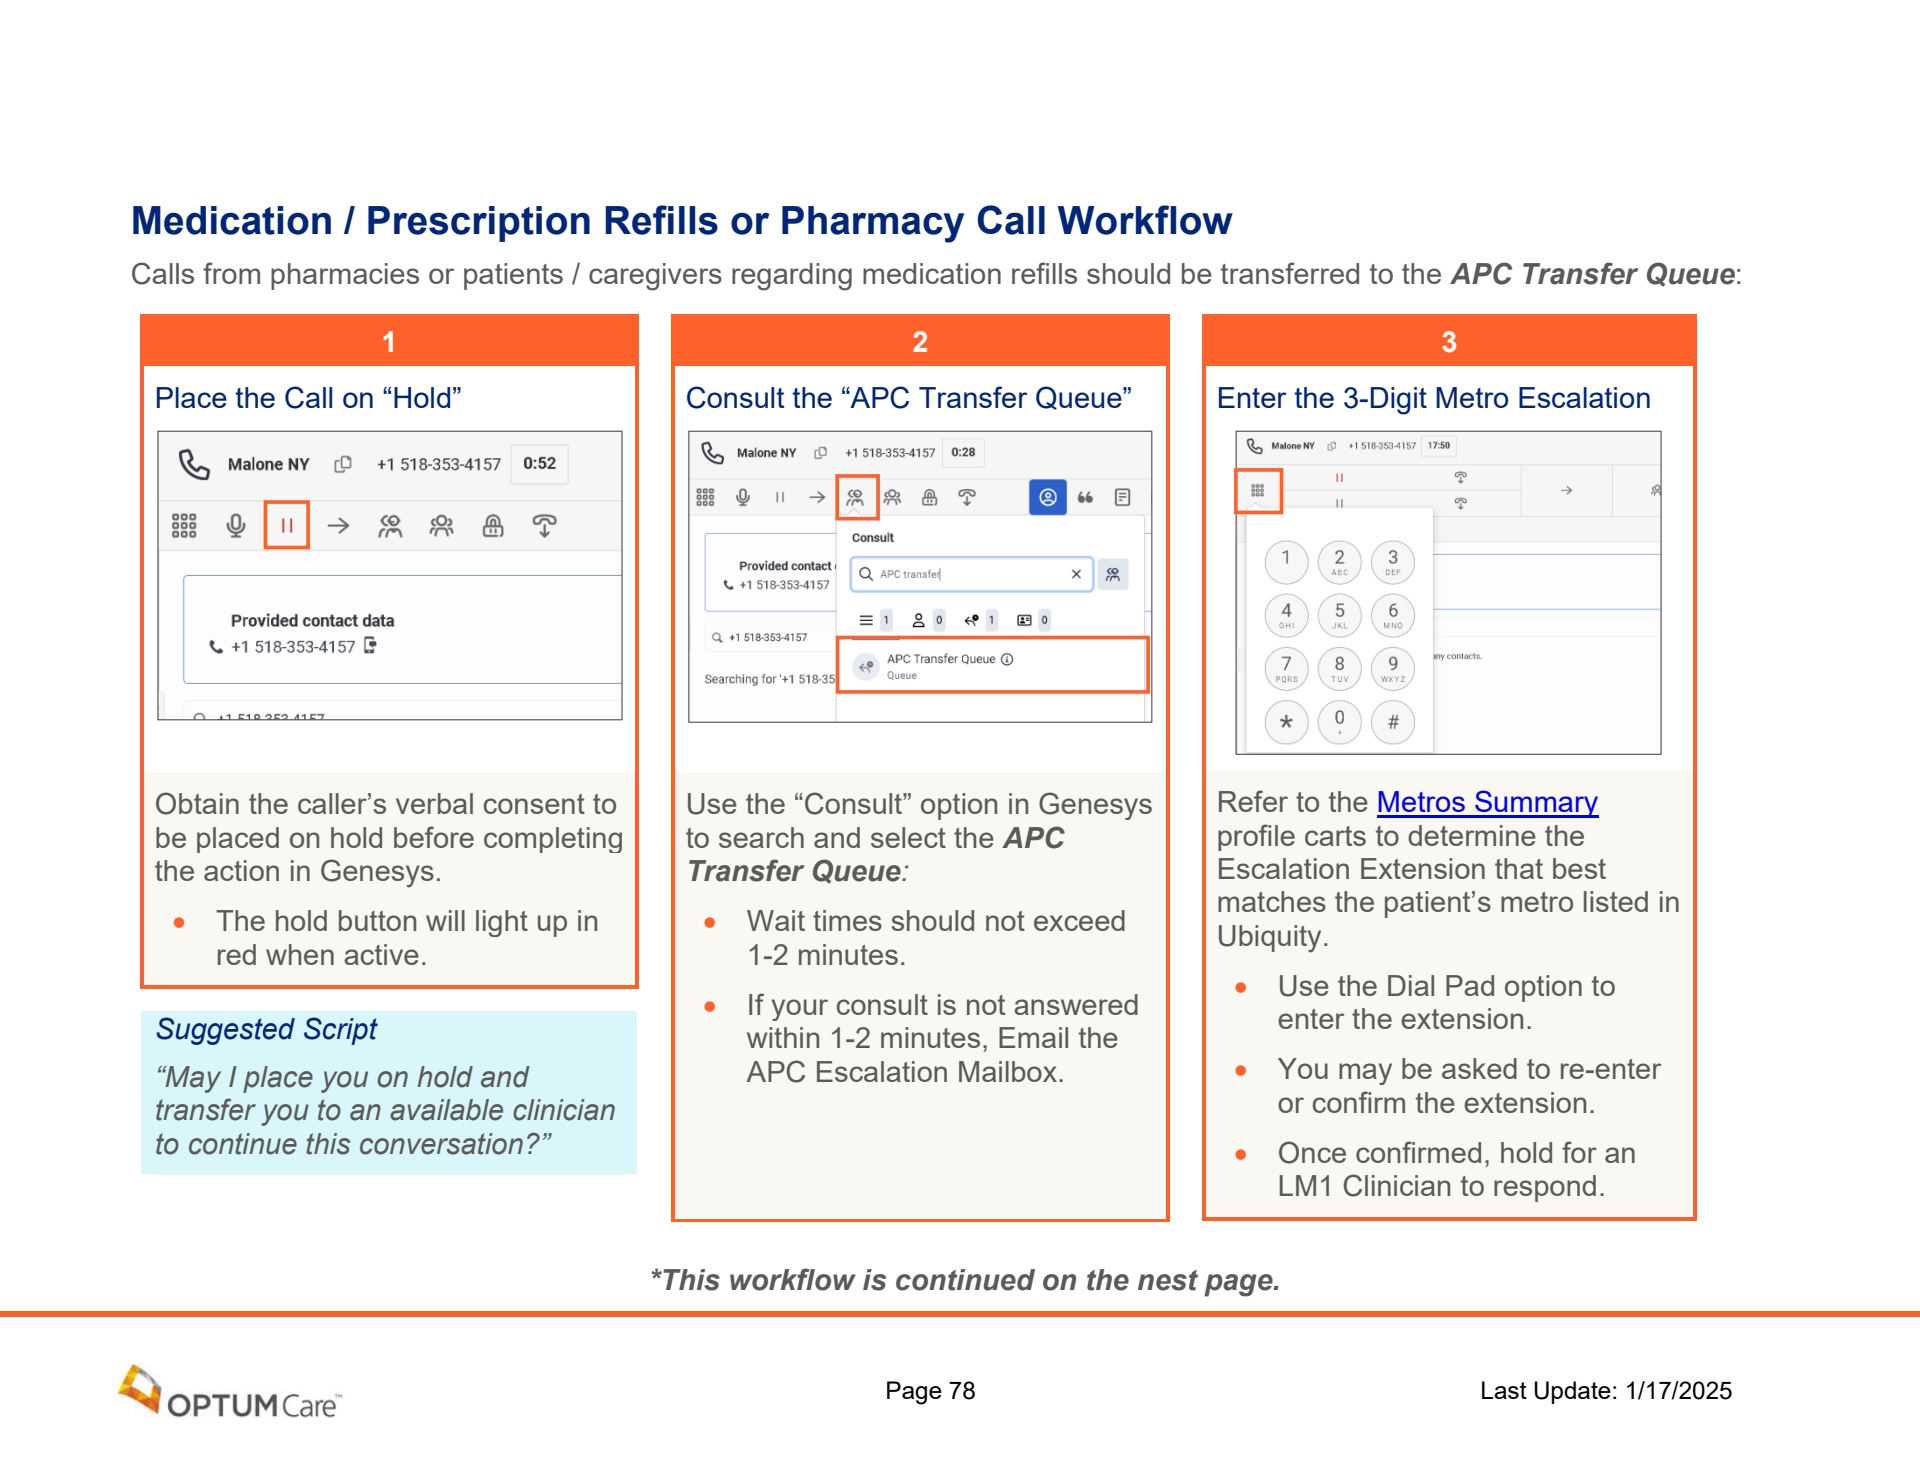 Medication / Prescription Refills or Pharmacy Call Workflow
Calls from pharmacies or patients / caregivers regarding medication refills should be transferred to the APC Transfer Queue:
1
Place the Call on “Hold”
Malone NY +1 518-353-4157 0:52
Provided contact data
+1 518-353-4157
+1 518-353-4157
Obtain the caller’s verbal consent to
be placed on hold before completing
the action in Genesys.
• The hold button will light up in
red when active.
Suggested Script
“May I place you on hold and
transfer you to an available clinician
to continue this conversation?”
2
Consult the “APC Transfer Queue”
Malone NY +1 518-353-4157 0:28
Consult
Provided contact
APC transfer
+1 518-353-4157
1 0 1 0
+1 518-353-4157
APC Transfer Queue
Queue
Searching for '+1 518-35
Use the “Consult” option in Genesys
to search and select the APC
Transfer Queue:
• Wait times should not exceed
1-2 minutes.
• If your consult is not answered
within 1-2 minutes, Email the
APC Escalation Mailbox.
3
Enter the 3-Digit Metro Escalation
Malone NY +1 518-353-4157 17:50
1 2 3
ABC DEF
4 5 6
GHI JKL MNO
any contacts.
7 8 9
PQRS TUV WXYZ
* 0 #
+
Refer to the Metros Summary
profile carts to determine the
Escalation Extension that best
matches the patient’s metro listed in
Ubiquity.
• Use the Dial Pad option to
enter the extension.
• You may be asked to re-enter
or confirm the extension.
• Once confirmed, hold for an
LM1 Clinician to respond.
*This workflow is continued on the nest page.
OPTUM Care™
Page 78
Last Update: 1/17/2025